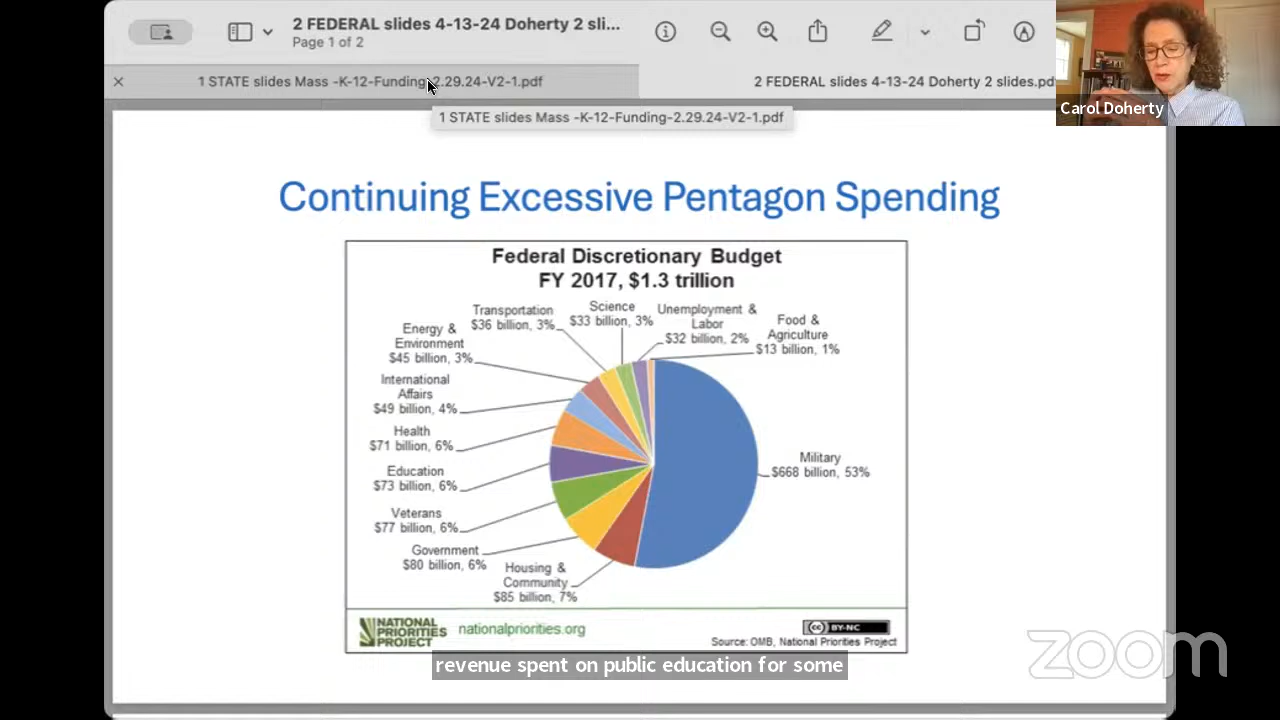 2 FEDERAL slides 4-13-24 Doherty 2 sli...
Page 1 of 2
1 STATE slides Mass -K-12-Funding-2.29.24-V2-1.pdf
2 FEDERAL slides 4-13-24 Doherty 2 slides.pd
Carol Doherty
1 STATE slides Mass -K-12-Funding-2.29.24-V2-1.pdf
Continuing Excessive Pentagon Spending
Federal Discretionary Budget
FY 2017, $1.3 trillion
Transportation
$36 billion, 3%
Science
$33 billion, 3%
Unemployment &
Labor
$32 billion, 2%
Food &
Agriculture
$13 billion, 1%
Energy &
Environment
$45 billion, 3%
International
Affairs
$49 billion, 4%
Health
$71 billion, 6%
Education
$73 billion, 6%
Veterans
$77 billion, 6%
Government
$80 billion, 6%
Housing &
Community
$85 billion, 7%
Military
$668 billion, 53%
NATIONAL
PRIORITIES
PROJECT
nationalpriorities.org
cc BY-NC
Source: OMB, National Priorities Project
revenue spent on public education for some
zoom